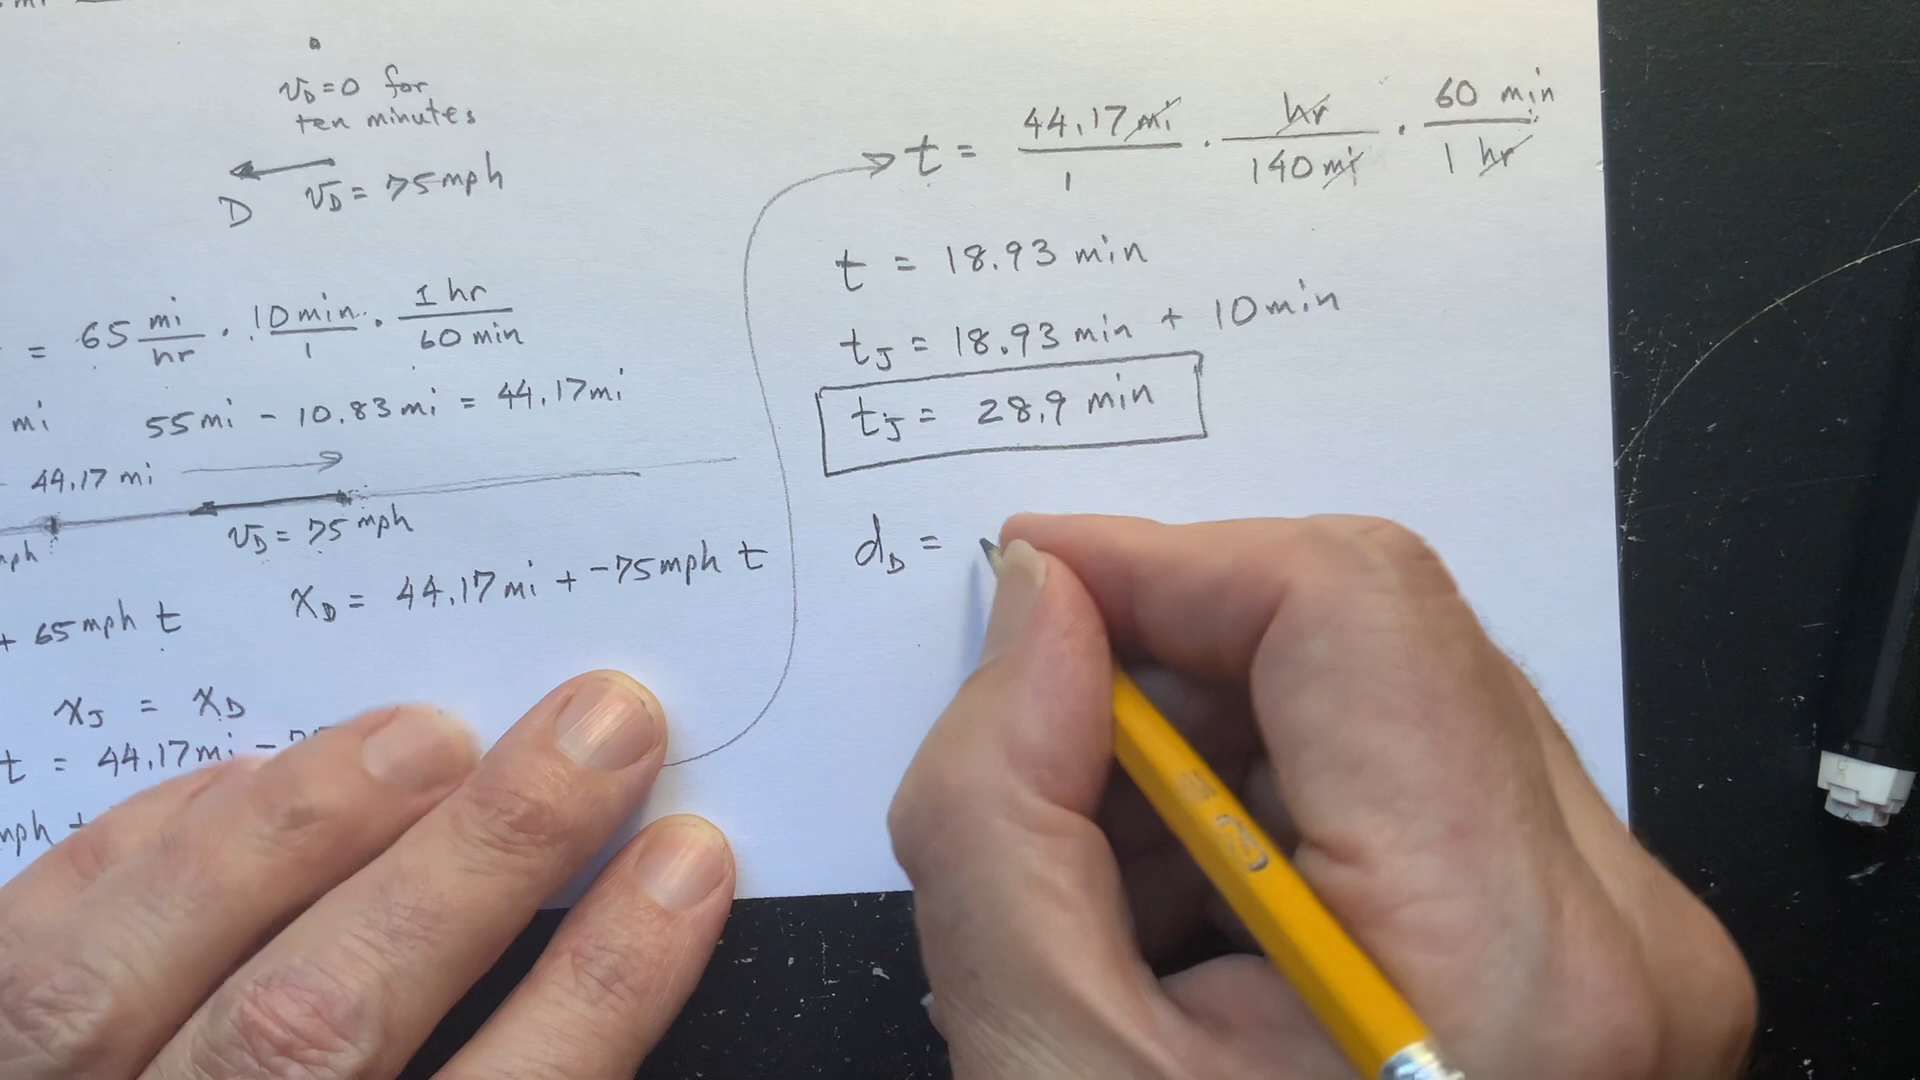 v_D = 0 for
ten minutes
D v_D = 75 mph
= 65 mi/hr · 10 min/1 · 1 hr/60 min
mi 55 mi - 10.83 mi = 44.17 mi
44.17 mi
v_D = 75 mph
mph
x_D = 44.17 mi + -75 mph t
+ 65 mph t
x_J = x_D
t = 44.17 mi -
mph +
t = 44.17 mi/1 · hr/140 mi · 60 min/1 hr
t = 18.93 min
t_J = 18.93 min + 10 min
t_J = 28.9 min
d_D =